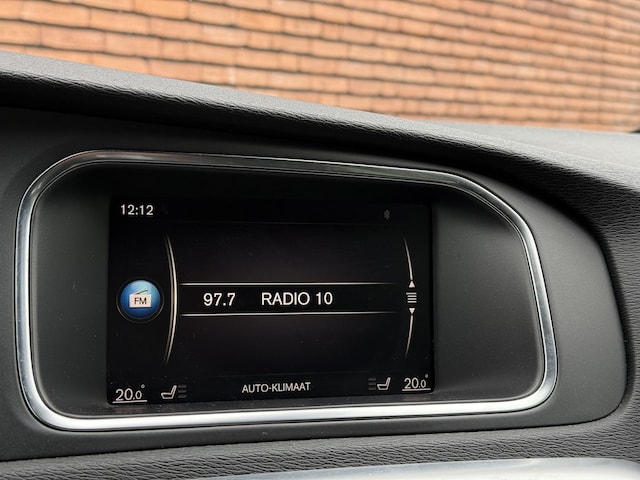 12:12
FM
97.7 RADIO 10
20.0° AUTO-KLIMAAT 20.0°